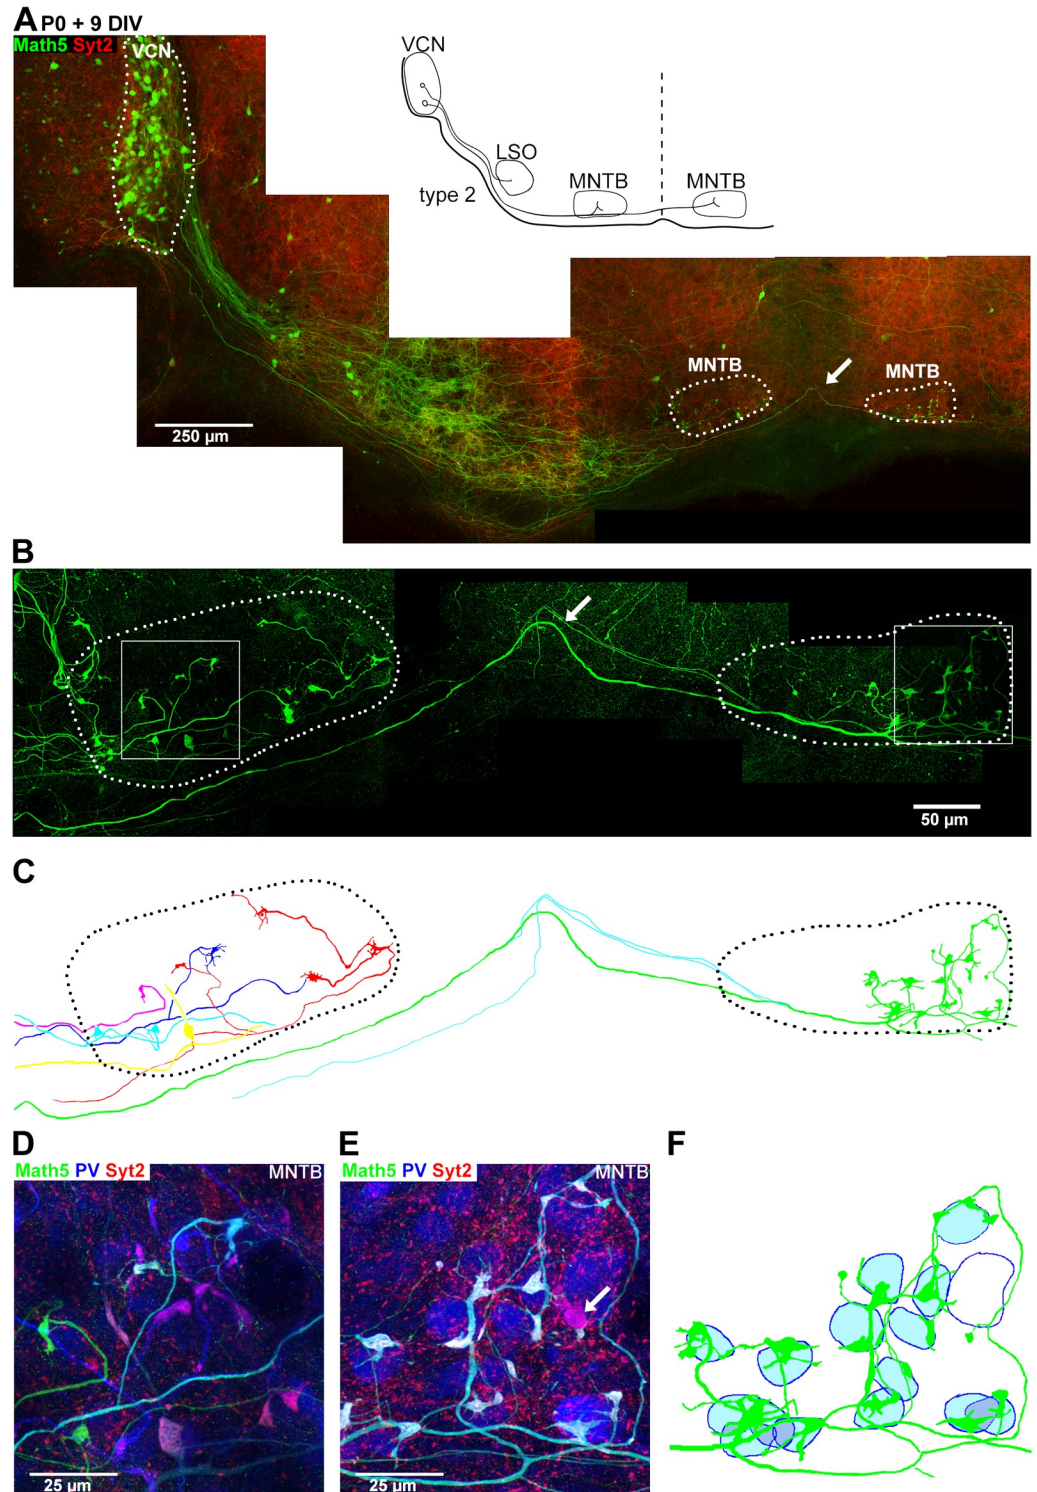 A P0 + 9 DIV
Math5 Syt2
VCN
VCN
LSO
type 2
MNTB
MNTB
MNTB
MNTB
250 µm
B
50 µm
C
D
Math5 PV Syt2
MNTB
25 µm
E
Math5 PV Syt2
MNTB
25 µm
F